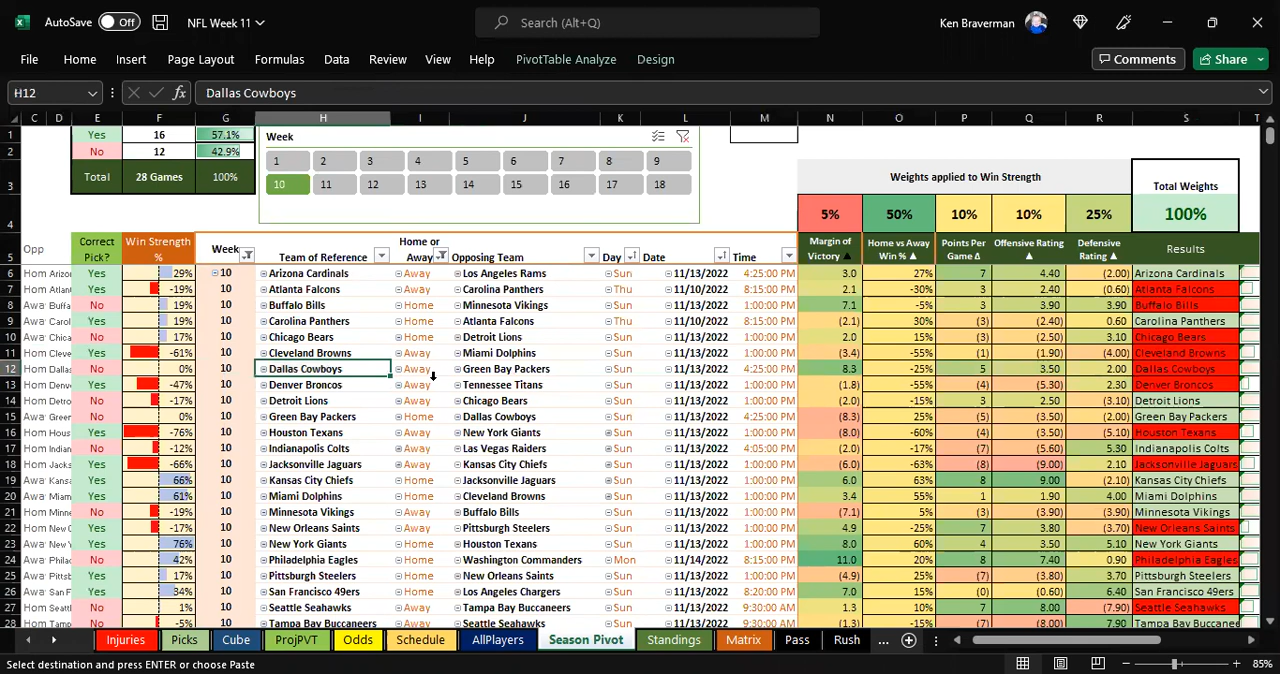 AutoSave Off NFL Week 11 Search (Alt+Q) Ken Braverman
File Home Insert Page Layout Formulas Data Review View Help PivotTable Analyze Design Comments Share
H12 fx Dallas Cowboys
C D E F G H I J K L M N O P Q R S T
1 Yes 16 57.1% Week
2 No 12 42.9% 1 2 3 4 5 6 7 8 9
3 Total 28 Games 100% 10 11 12 13 14 15 16 17 18 Weights applied to Win Strength Total Weights
4 5% 50% 10% 10% 25% 100%
5 Opp Correct Pick? Win Strength % Week Team of Reference Home or Away Opposing Team Day Date Time Margin of Victory ▲ Home vs Away Win % ▲ Points Per Game Δ Offensive Rating ▲ Defensive Rating ▲ Results
6 Hom Arizo Yes 29% 10 Arizona Cardinals Away Los Angeles Rams Sun 11/13/2022 4:25:00 PM 3.0 27% 7 4.40 (2.00) Arizona Cardinals
7 Hom Atlan Yes -19% 10 Atlanta Falcons Away Carolina Panthers Thu 11/10/2022 8:15:00 PM 2.1 -30% 3 2.40 (0.60) Atlanta Falcons
8 Awa Buffa No 19% 10 Buffalo Bills Home Minnesota Vikings Sun 11/13/2022 1:00:00 PM 7.1 -5% 3 3.90 3.90 Buffalo Bills
9 Awa Carol Yes 19% 10 Carolina Panthers Home Atlanta Falcons Thu 11/10/2022 8:15:00 PM (2.1) 30% (3) (2.40) 0.60 Carolina Panthers
10 Awa Chica No 17% 10 Chicago Bears Home Detroit Lions Sun 11/13/2022 1:00:00 PM 2.0 15% (3) (2.50) 3.10 Chicago Bears
11 Hom Cleve Yes -61% 10 Cleveland Browns Away Miami Dolphins Sun 11/13/2022 1:00:00 PM (3.4) -55% (1) (1.90) (4.00) Cleveland Browns
12 Hom Dallas No 0% 10 Dallas Cowboys Away Green Bay Packers Sun 11/13/2022 4:25:00 PM 8.3 -25% 5 3.50 2.00 Dallas Cowboys
13 Hom Denve Yes -47% 10 Denver Broncos Away Tennessee Titans Sun 11/13/2022 1:00:00 PM (1.8) -55% (4) (5.30) 2.30 Denver Broncos
14 Hom Detro No -17% 10 Detroit Lions Away Chicago Bears Sun 11/13/2022 1:00:00 PM (2.0) -15% 3 2.50 (3.10) Detroit Lions
15 Awa Green No 0% 10 Green Bay Packers Home Dallas Cowboys Sun 11/13/2022 4:25:00 PM (8.3) 25% (5) (3.50) (2.00) Green Bay Packers
16 Hom Hous Yes -76% 10 Houston Texans Away New York Giants Sun 11/13/2022 1:00:00 PM (8.0) -60% (4) (3.50) (5.10) Houston Texans
17 Hom Indian No -12% 10 Indianapolis Colts Away Las Vegas Raiders Sun 11/13/2022 4:05:00 PM (2.0) -17% (7) (5.60) 5.30 Indianapolis Colts
18 Hom Jacks Yes -66% 10 Jacksonville Jaguars Away Kansas City Chiefs Sun 11/13/2022 1:00:00 PM (6.0) -63% (8) (9.00) 2.10 Jacksonville Jaguars
19 Awa Kansa Yes 66% 10 Kansas City Chiefs Home Jacksonville Jaguars Sun 11/13/2022 1:00:00 PM 6.0 63% 8 9.00 (2.10) Kansas City Chiefs
20 Awa Miami Yes 61% 10 Miami Dolphins Home Cleveland Browns Sun 11/13/2022 1:00:00 PM 3.4 55% 1 1.90 4.00 Miami Dolphins
21 Hom Minne No -19% 10 Minnesota Vikings Away Buffalo Bills Sun 11/13/2022 1:00:00 PM (7.1) 5% (3) (3.90) (3.90) Minnesota Vikings
22 Hom New O Yes -17% 10 New Orleans Saints Away Pittsburgh Steelers Sun 11/13/2022 1:00:00 PM 4.9 -25% 7 3.80 (3.70) New Orleans Saints
23 Awa New Y Yes 76% 10 New York Giants Home Houston Texans Sun 11/13/2022 1:00:00 PM 8.0 60% 4 3.50 5.10 New York Giants
24 Awa Philad No 42% 10 Philadelphia Eagles Home Washington Commanders Mon 11/14/2022 8:15:00 PM 11.0 20% 8 7.40 0.90 Philadelphia Eagles
25 Awa Pittsb Yes 17% 10 Pittsburgh Steelers Home New Orleans Saints Sun 11/13/2022 1:00:00 PM (4.9) 25% (7) (3.80) 3.70 Pittsburgh Steelers
26 Awa San F Yes 34% 10 San Francisco 49ers Home Los Angeles Chargers Sun 11/13/2022 8:20:00 PM 7.0 15% (0) (0.60) 6.40 San Francisco 49ers
27 Hom Seatt No 1% 10 Seattle Seahawks Away Tampa Bay Buccaneers Sun 11/13/2022 9:30:00 AM 1.3 10% 7 8.00 (7.90) Seattle Seahawks
28 Awa Tamp No -5% 10 Tampa Bay Buccaneers Home Seattle Seahawks Sun 11/13/2022 9:30:00 AM (1.3) -10% (7) (8.00) 7.90 Tampa Bay Buccaneers
Injuries Picks Cube ProjPVT Odds Schedule AllPlayers Season Pivot Standings Matrix Pass Rush ...
Select destination and press ENTER or choose Paste 85%